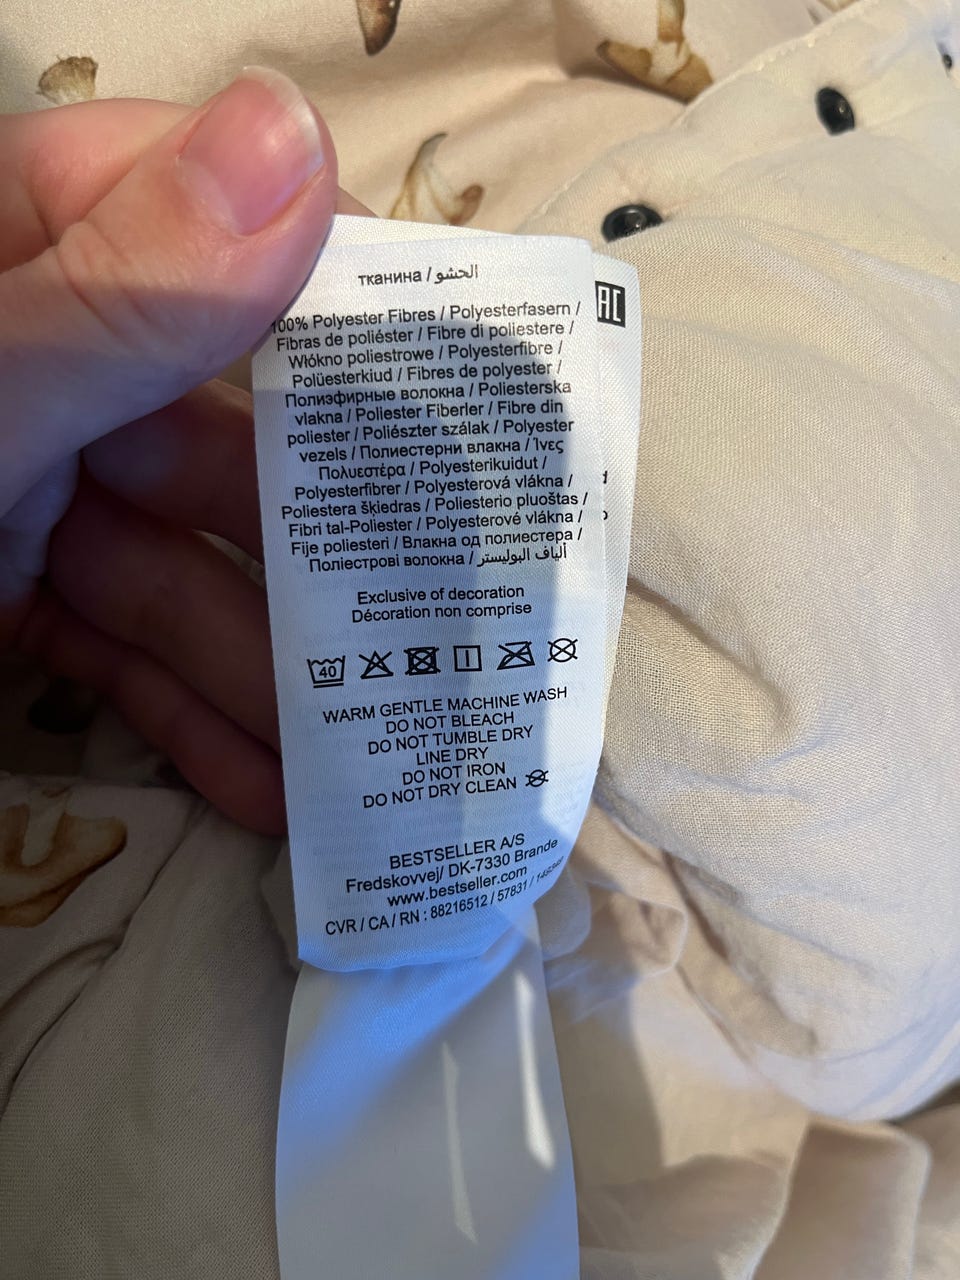 тканина / الحشو
100% Polyester Fibres / Polyesterfasern /
Fibras de poliéster / Fibre di poliestere /
Włókno poliestrowe / Polyesterfibre /
Polüesterkiud / Fibres de polyester /
Полиэфирные волокна / Poliesterska
vlakna / Poliester Fiberler / Fibre din
poliester / Poliészter szálak / Polyester
vezels / Полиестерни влакна / Ίνες
Πολυεστέρα / Polyesterikuidut /
Polyesterfibrer / Polyesterová vlákna /
Poliestera šķiedras / Poliesterio pluoštas /
Fibri tal-Poliester / Polyesterové vlákna /
Fije poliesteri / Влакна од полиестера /
Поліестрові волокна / ألياف البوليستر
Exclusive of decoration
Décoration non comprise
40
WARM GENTLE MACHINE WASH
DO NOT BLEACH
DO NOT TUMBLE DRY
LINE DRY
DO NOT IRON
DO NOT DRY CLEAN
BESTSELLER A/S
Fredskovvej/ DK-7330 Brande
www.bestseller.com
CVR / CA / RN : 88216512 / 57831 /